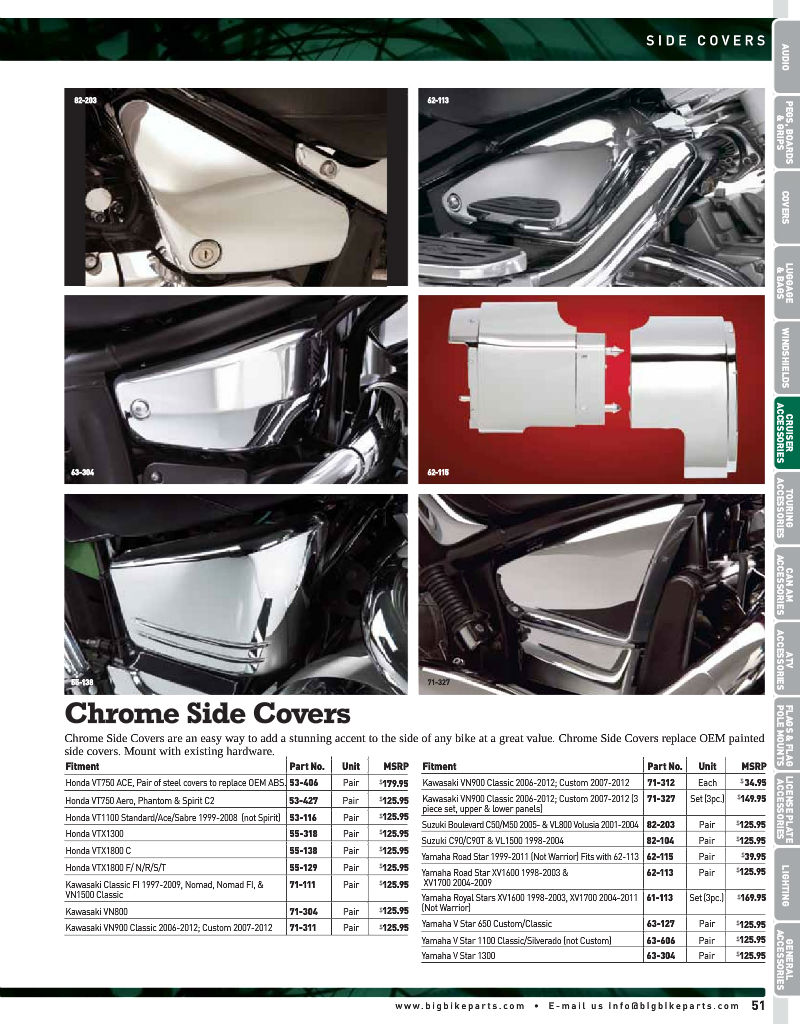 SIDE COVERS
82-203
62-113
63-304
62-115
55-138
71-327
Chrome Side Covers
Chrome Side Covers are an easy way to add a stunning accent to the side of any bike at a great value. Chrome Side Covers replace OEM painted
side covers. Mount with existing hardware.
Fitment Part No. Unit MSRP
Honda VT750 ACE, Pair of steel covers to replace OEM ABS. 53-406 Pair $179.95
Honda VT750 Aero, Phantom & Spirit C2 53-427 Pair $125.95
Honda VT1100 Standard/Ace/Sabre 1999-2008 (not Spirit) 53-116 Pair $125.95
Honda VTX1300 55-318 Pair $125.95
Honda VTX1800 C 55-138 Pair $125.95
Honda VTX1800 F/ N/R/S/T 55-129 Pair $125.95
Kawasaki Classic FI 1997-2009, Nomad, Nomad FI, & 71-111 Pair $125.95
VN1500 Classic
Kawasaki VN800 71-304 Pair $125.95
Kawasaki VN900 Classic 2006-2012; Custom 2007-2012 71-311 Pair $125.95
Fitment Part No. Unit MSRP
Kawasaki VN900 Classic 2006-2012; Custom 2007-2012 71-312 Each $34.95
Kawasaki VN900 Classic 2006-2012; Custom 2007-2012 (3 71-327 Set (3pc.) $149.95
piece set, upper & lower panels)
Suzuki Boulevard C50/M50 2005- & VL800 Volusia 2001-2004 82-203 Pair $125.95
Suzuki C90/C90T & VL1500 1998-2004 82-104 Pair $125.95
Yamaha Road Star 1999-2011 (Not Warrior) Fits with 62-113 62-115 Pair $39.95
Yamaha Road Star XV1600 1998-2003 & 62-113 Pair $125.95
XV1700 2004-2009
Yamaha Royal Stars XV1600 1998-2003, XV1700 2004-2011 61-113 Set (3pc.) $169.95
(Not Warrior)
Yamaha V Star 650 Custom/Classic 63-127 Pair $125.95
Yamaha V Star 1100 Classic/Silverado (not Custom) 63-606 Pair $125.95
Yamaha V Star 1300 63-304 Pair $125.95
AUDIO
PEGS, BOARDS
& GRIPS
COVERS
LUGGAGE
& BAGS
WINDSHIELDS
CRUISER
ACCESSORIES
TOURING
ACCESSORIES
CAN AM
ACCESSORIES
ATV
ACCESSORIES
FLAGS & FLAG
POLE MOUNTS
LICENSE PLATE
ACCESSORIES
LIGHTING
GENERAL
ACCESSORIES
www.bigbikeparts.com • E-mail us info@bigbikeparts.com 51